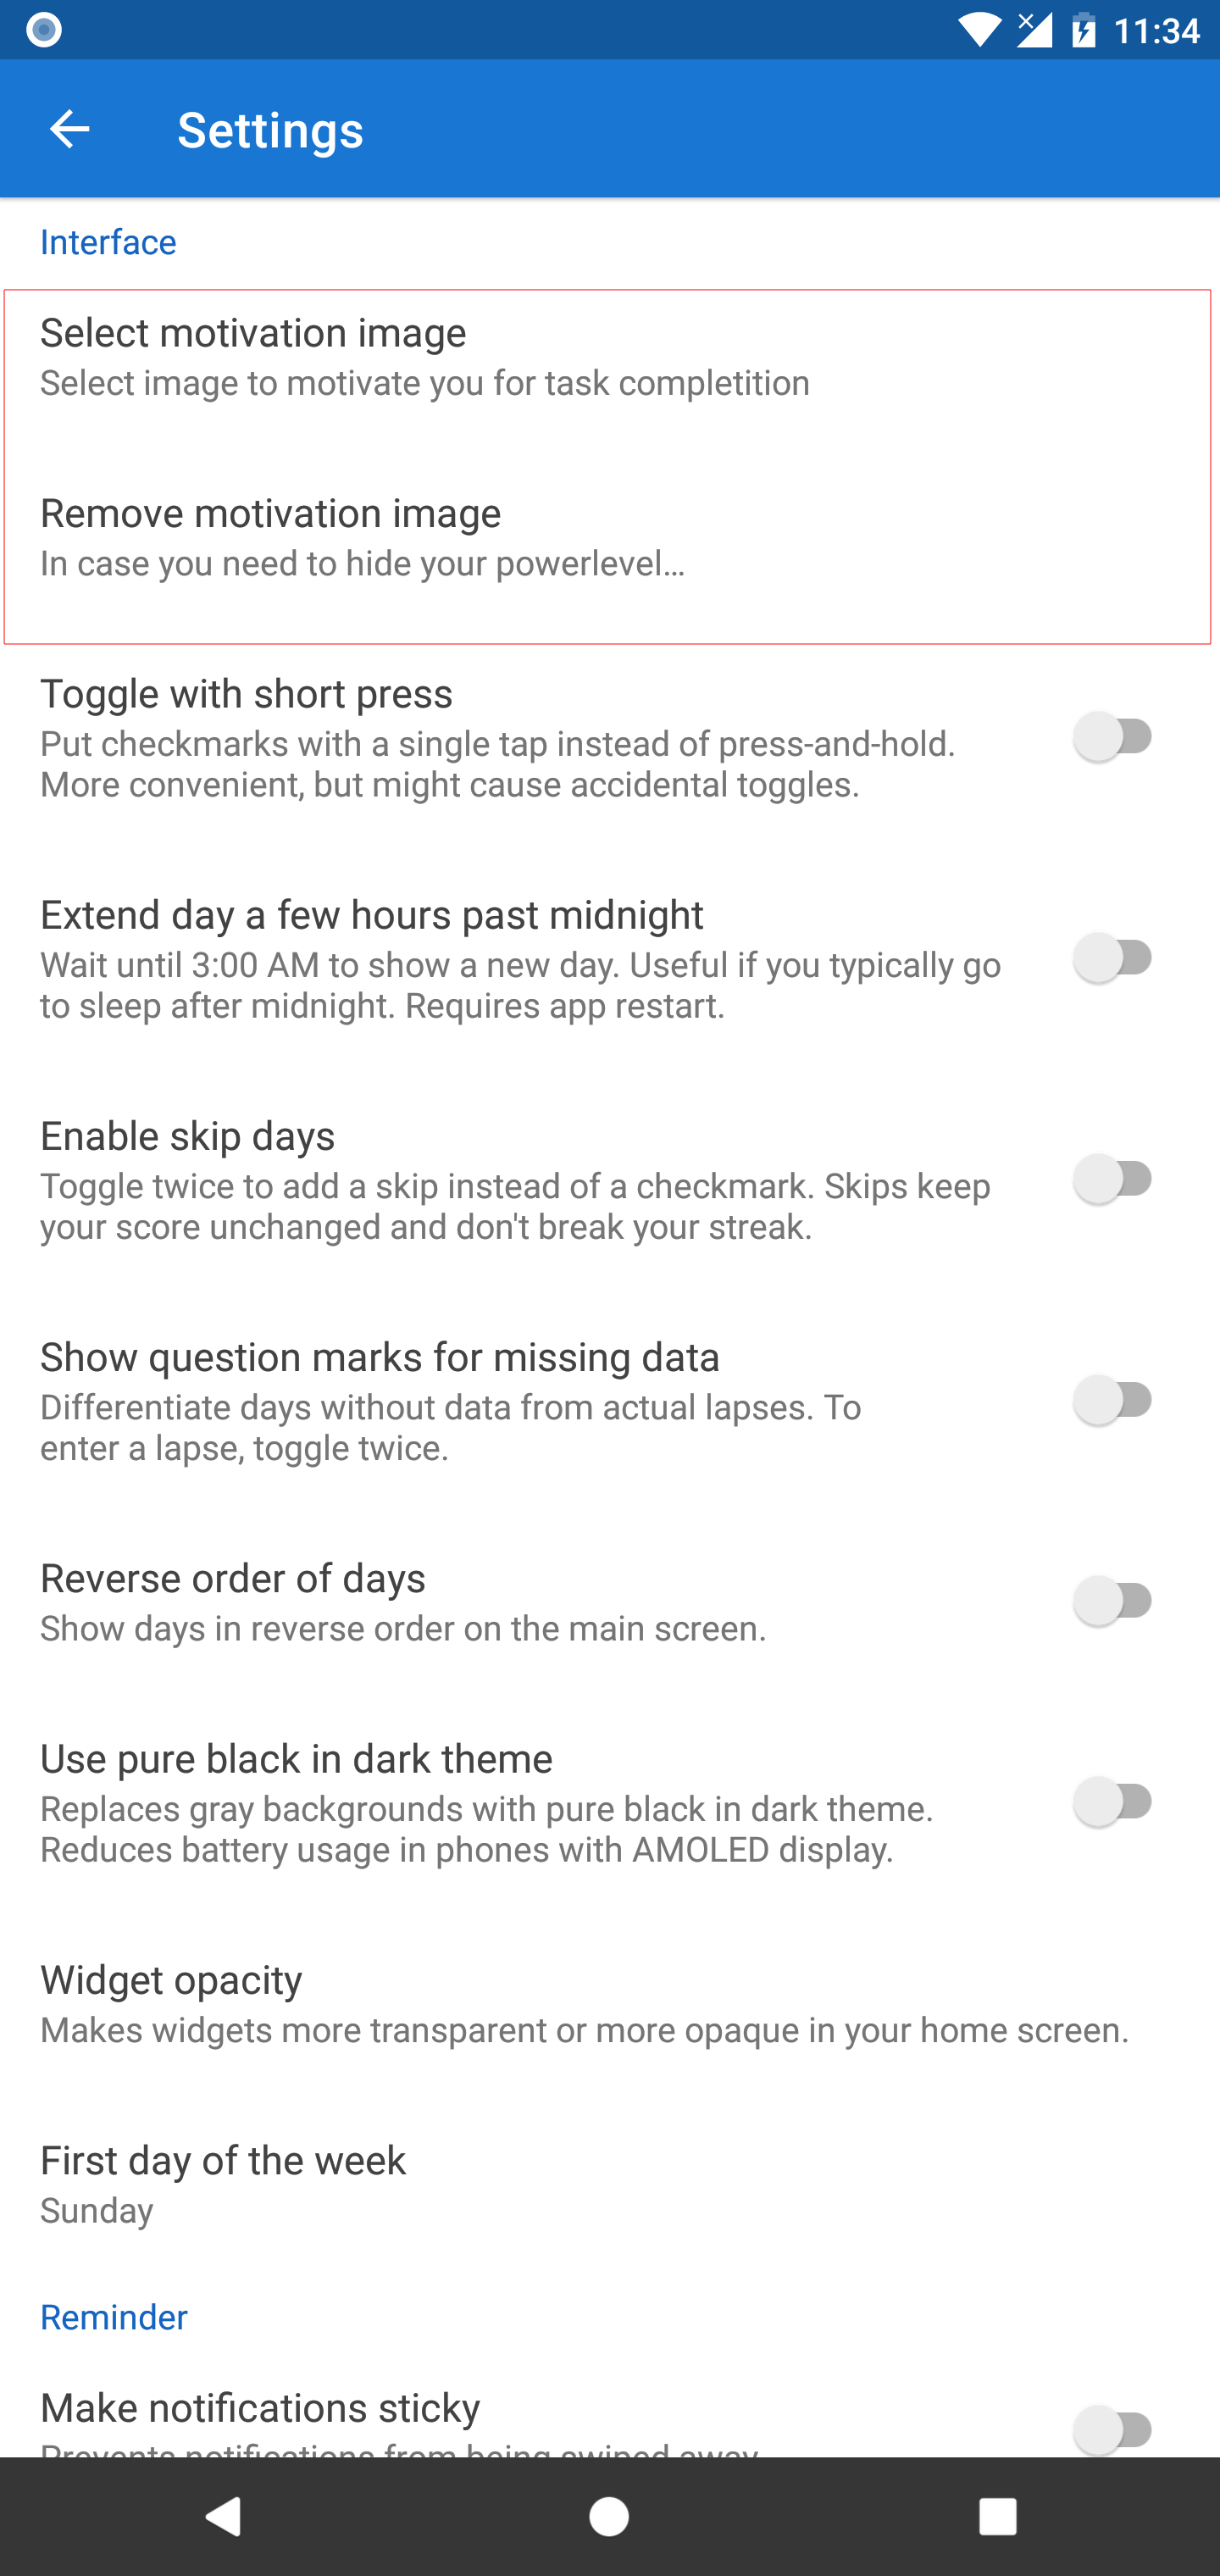 11:34
Settings
Interface
Select motivation image
Select image to motivate you for task completition
Remove motivation image
In case you need to hide your powerlevel…
Toggle with short press
Put checkmarks with a single tap instead of press-and-hold.
More convenient, but might cause accidental toggles.
Extend day a few hours past midnight
Wait until 3:00 AM to show a new day. Useful if you typically go
to sleep after midnight. Requires app restart.
Enable skip days
Toggle twice to add a skip instead of a checkmark. Skips keep
your score unchanged and don't break your streak.
Show question marks for missing data
Differentiate days without data from actual lapses. To
enter a lapse, toggle twice.
Reverse order of days
Show days in reverse order on the main screen.
Use pure black in dark theme
Replaces gray backgrounds with pure black in dark theme.
Reduces battery usage in phones with AMOLED display.
Widget opacity
Makes widgets more transparent or more opaque in your home screen.
First day of the week
Sunday
Reminder
Make notifications sticky
Prevents notifications from being swiped away.